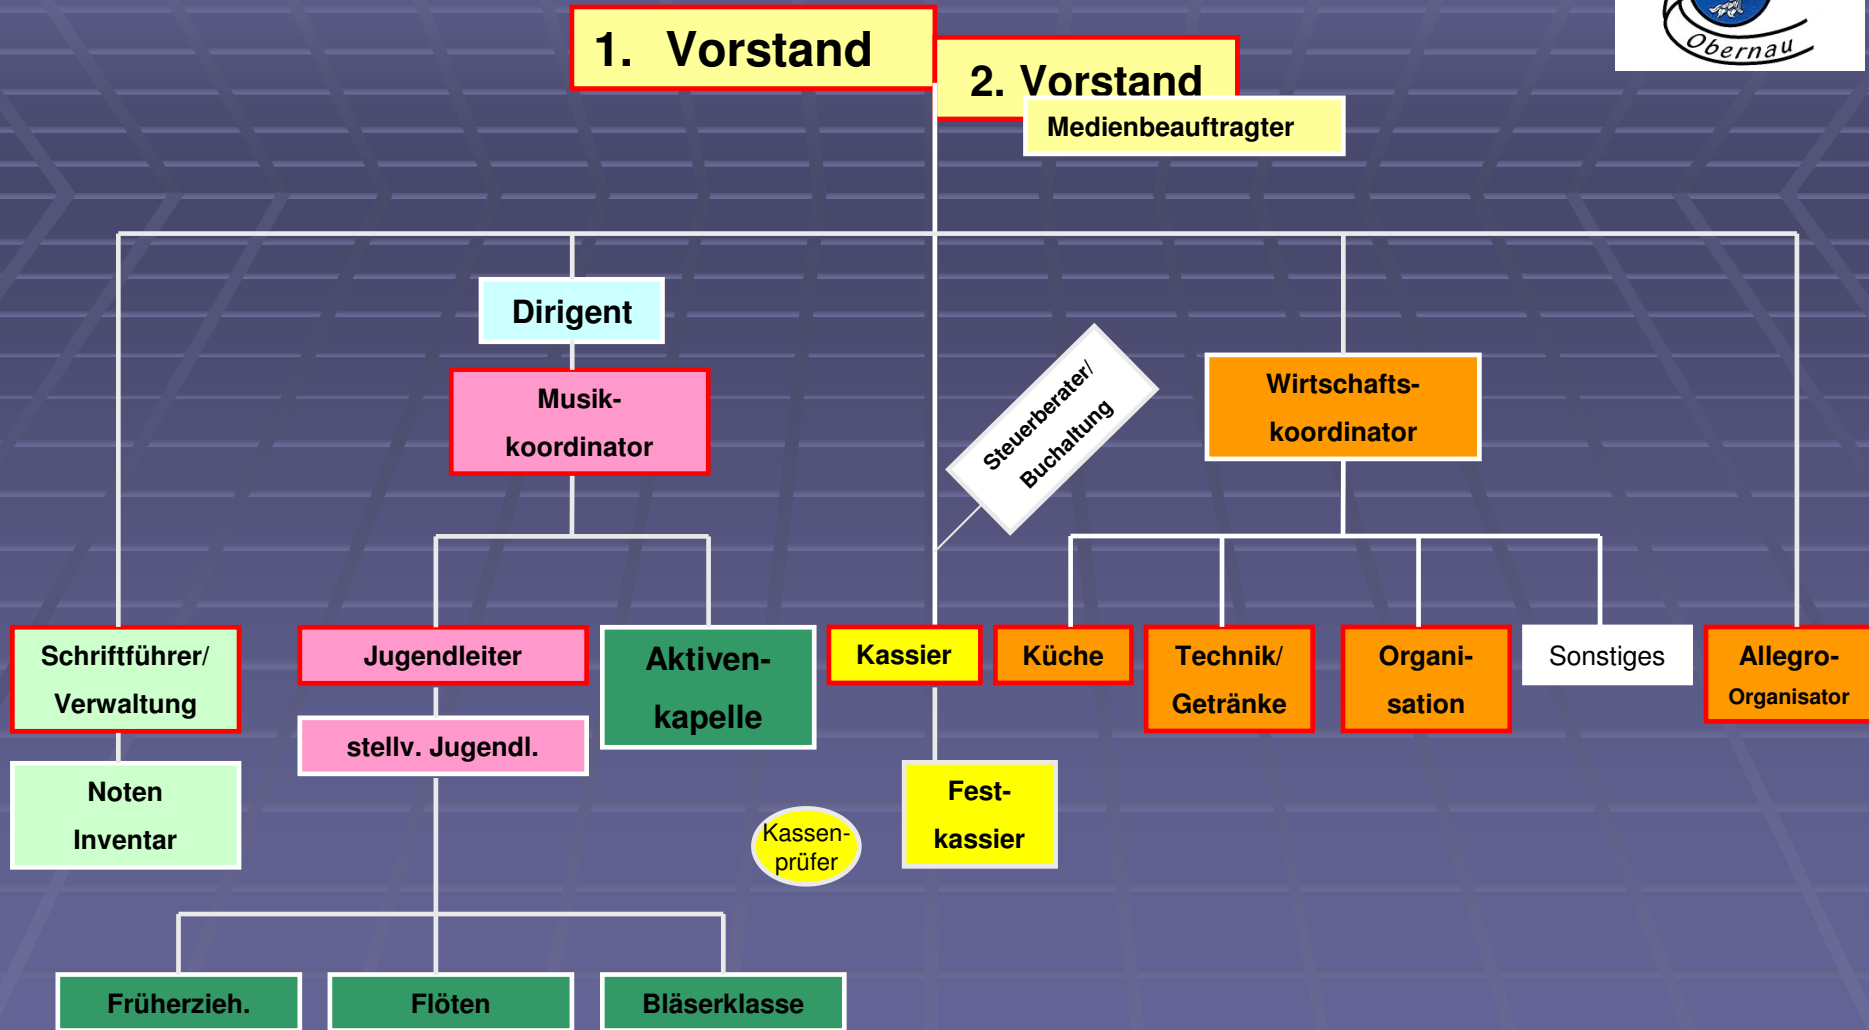 1. Vorstand
2. Vorstand
Medienbeauftragter
Obernau
Dirigent
Musik-
koordinator
Steuerberater/
Buchaltung
Wirtschafts-
koordinator
Schriftführer/
Verwaltung
Jugendleiter
Aktiven-
kapelle
Kassier
Küche
Technik/
Getränke
Organi-
sation
Sonstiges
Allegro-
Organisator
stellv. Jugendl.
Noten
Inventar
Kassen-
prüfer
Fest-
kassier
Früherzieh.
Flöten
Bläserklasse